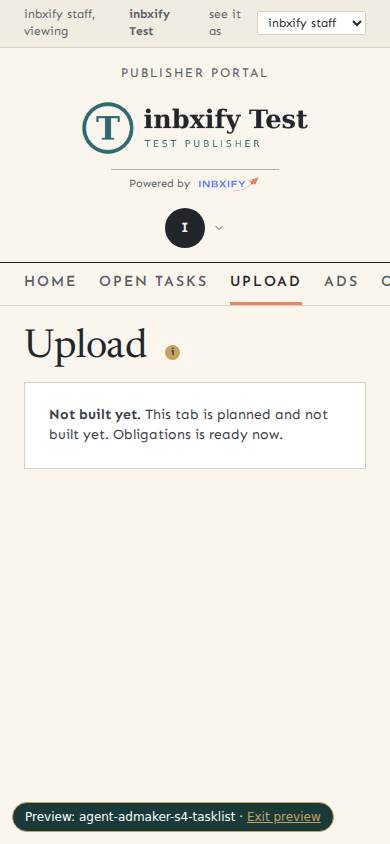 inbxify staff, viewing inbxify Test see it as inbxify staff
PUBLISHER PORTAL
T inbxify Test
TEST PUBLISHER
Powered by INBXIFY
I
HOME OPEN TASKS UPLOAD ADS O
Upload i
Not built yet. This tab is planned and not
built yet. Obligations is ready now.
Preview: agent-admaker-s4-tasklist · Exit preview